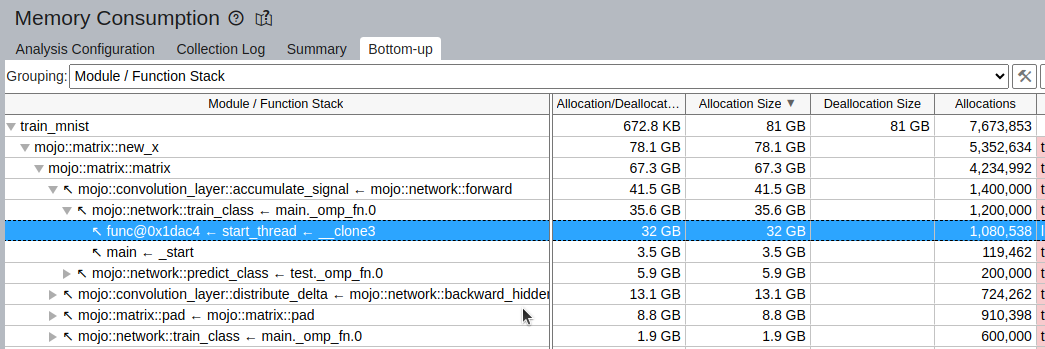 Memory Consumption
Analysis Configuration Collection Log Summary Bottom-up
Grouping: Module / Function Stack
Module / Function Stack Allocation/Deallocat... Allocation Size ▼ Deallocation Size Allocations
train_mnist 672.8 KB 81 GB 81 GB 7,673,853
mojo::matrix::new_x 78.1 GB 78.1 GB 5,352,634 t
mojo::matrix::matrix 67.3 GB 67.3 GB 4,234,992 t
↖ mojo::convolution_layer::accumulate_signal ← mojo::network::forward 41.5 GB 41.5 GB 1,400,000 t
↖ mojo::network::train_class ← main._omp_fn.0 35.6 GB 35.6 GB 1,200,000 t
↖ func@0x1dac4 ← start_thread ← __clone3 32 GB 32 GB 1,080,538 l
↖ main ← _start 3.5 GB 3.5 GB 119,462 t
↖ mojo::network::predict_class ← test._omp_fn.0 5.9 GB 5.9 GB 200,000 t
↖ mojo::convolution_layer::distribute_delta ← mojo::network::backward_hidden 13.1 GB 13.1 GB 724,262 t
↖ mojo::matrix::pad ← mojo::matrix::pad 8.8 GB 8.8 GB 910,398 t
↖ mojo::network::train_class ← main._omp_fn.0 1.9 GB 1.9 GB 600,000 t